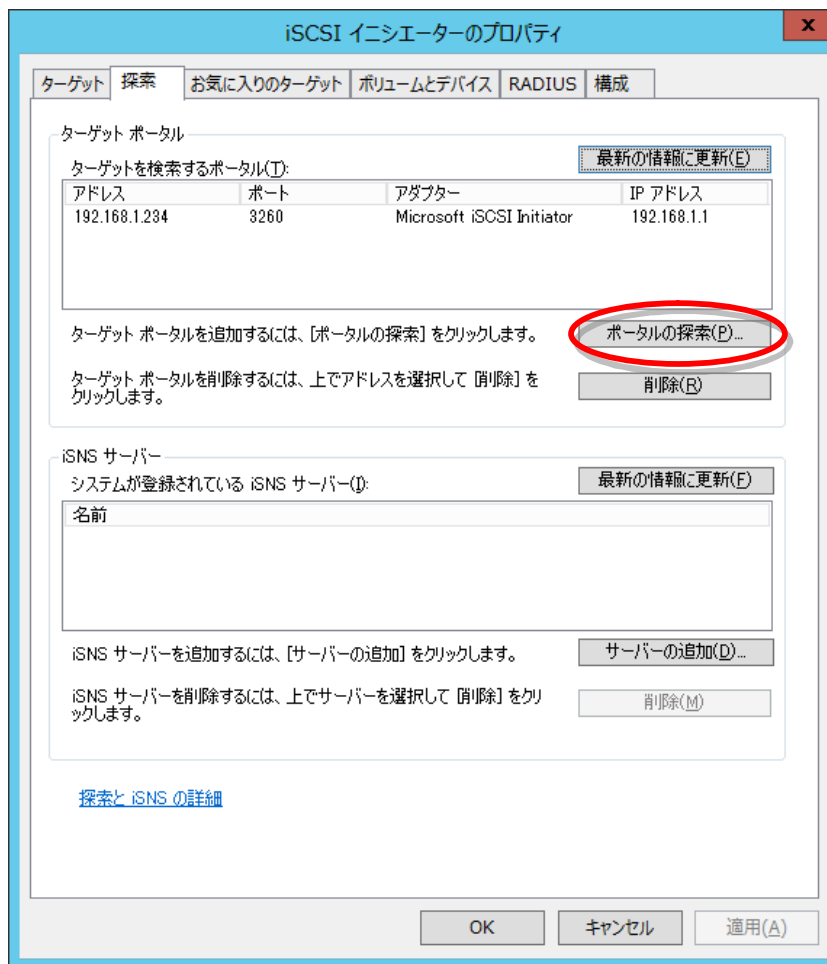 iSCSI イニシエーターのプロパティ
x
ターゲット 探索 お気に入りのターゲット ボリュームとデバイス RADIUS 構成
ターゲット ポータル
ターゲットを検索するポータル(T):
最新の情報に更新(E)
アドレス ポート アダプター IP アドレス
192.168.1.234 3260 Microsoft iSCSI Initiator 192.168.1.1
ターゲット ポータルを追加するには、[ポータルの探索] をクリックします。
ポータルの探索(P)...
ターゲット ポータルを削除するには、上でアドレスを選択して [削除] を
クリックします。
削除(R)
iSNS サーバー
システムが登録されている iSNS サーバー(I):
最新の情報に更新(F)
名前
iSNS サーバーを追加するには、[サーバーの追加] をクリックします。
サーバーの追加(D)...
iSNS サーバーを削除するには、上でサーバーを選択して [削除] をクリ
ックします。
削除(M)
探索と iSNS の詳細
OK キャンセル 適用(A)